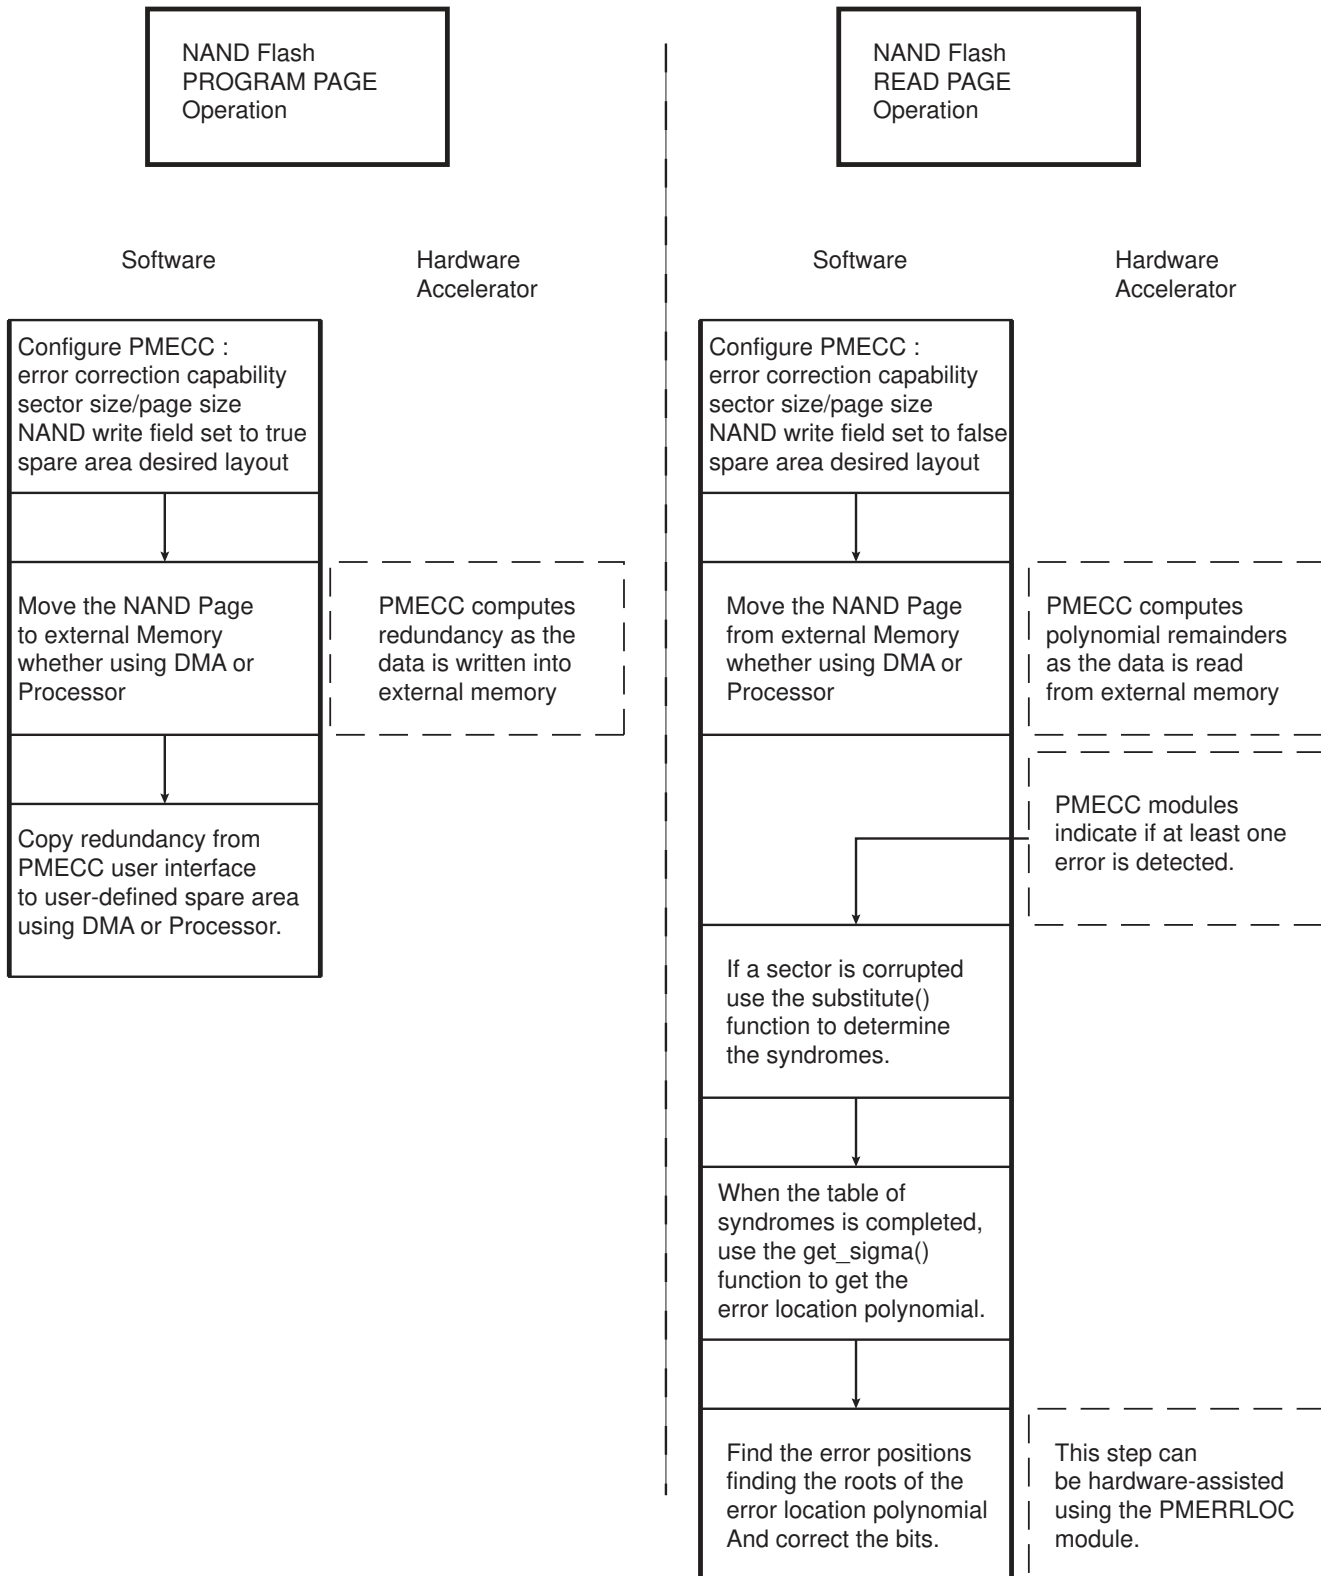 NAND Flash
PROGRAM PAGE
Operation
Software
Hardware
Accelerator
Configure PMECC :
error correction capability
sector size/page size
NAND write field set to true
spare area desired layout
Move the NAND Page
to external Memory
whether using DMA or
Processor
PMECC computes
redundancy as the
data is written into
external memory
Copy redundancy from
PMECC user interface
to user-defined spare area
using DMA or Processor.
NAND Flash
READ PAGE
Operation
Software
Hardware
Accelerator
Configure PMECC :
error correction capability
sector size/page size
NAND write field set to false
spare area desired layout
Move the NAND Page
from external Memory
whether using DMA or
Processor
PMECC computes
polynomial remainders
as the data is read
from external memory
PMECC modules
indicate if at least one
error is detected.
If a sector is corrupted
use the substitute()
function to determine
the syndromes.
When the table of
syndromes is completed,
use the get_sigma()
function to get the
error location polynomial.
Find the error positions
finding the roots of the
error location polynomial
And correct the bits.
This step can
be hardware-assisted
using the PMERRLOC
module.